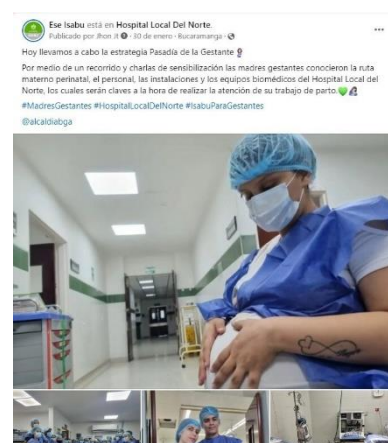 Ese Isabu está en Hospital Local Del Norte.
Publicado por Jhon Jt · 30 de enero · Bucaramanga ·
Hoy llevamos a cabo la estrategia Pasadía de la Gestante
Por medio de un recorrido y charlas de sensibilización las madres gestantes conocieron la ruta
materno perinatal, el personal, las instalaciones y los equipos biomédicos del Hospital Local del
Norte, los cuales serán claves a la hora de realizar la atención de su trabajo de parto.
#MadresGestantes #HospitalLocalDelNorte #IsabuParaGestantes
@alcaldiabga